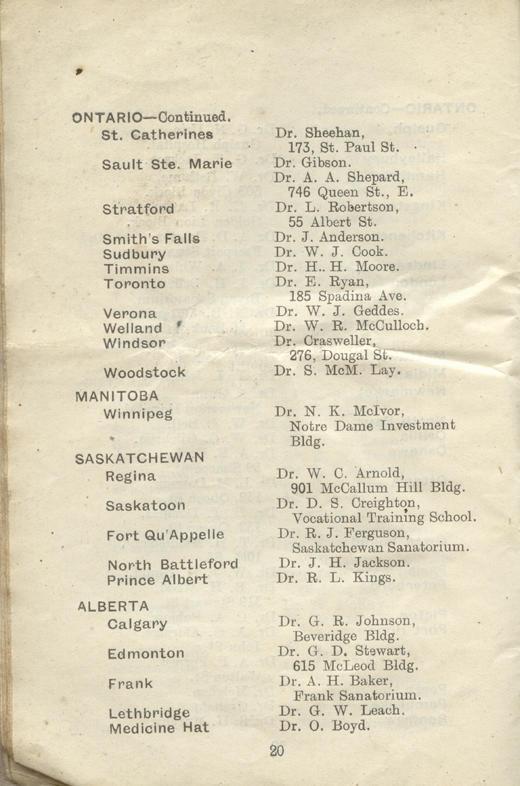 ONTARIO—Continued.
St. Catherines Dr. Sheehan,
173, St. Paul St.
Sault Ste. Marie Dr. Gibson.
Dr. A. A. Shepard,
746 Queen St., E.
Stratford Dr. L. Robertson,
55 Albert St.
Smith's Falls Dr. J. Anderson.
Sudbury Dr. W. J. Cook.
Timmins Dr. H. H. Moore.
Toronto Dr. E. Ryan,
185 Spadina Ave.
Verona Dr. W. J. Geddes.
Welland Dr. W. R. McCulloch.
Windsor Dr. Crasweller,
276, Dougal St.
Woodstock Dr. S. McM. Lay.
MANITOBA
Winnipeg Dr. N. K. McIvor,
Notre Dame Investment
Bldg.
SASKATCHEWAN
Regina Dr. W. C. Arnold,
901 McCallum Hill Bldg.
Saskatoon Dr. D. S. Creighton,
Vocational Training School.
Fort Qu'Appelle Dr. R. J. Ferguson,
Saskatchewan Sanatorium.
North Battleford Dr. J. H. Jackson.
Prince Albert Dr. R. L. Kings.
ALBERTA
Calgary Dr. G. R. Johnson,
Beveridge Bldg.
Edmonton Dr. G. D. Stewart,
615 McLeod Bldg.
Frank Dr. A. H. Baker,
Frank Sanatorium.
Lethbridge Dr. G. W. Leach.
Medicine Hat Dr. O. Boyd.
20